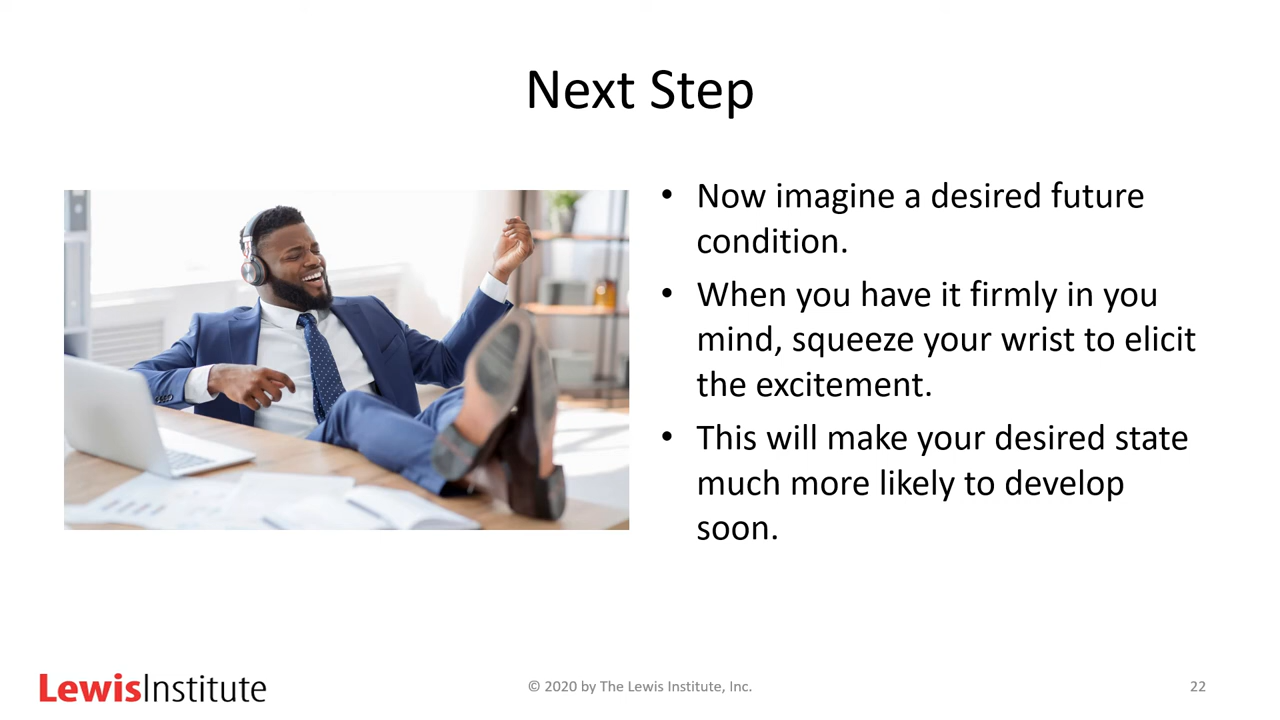 Next Step
• Now imagine a desired future
condition.
• When you have it firmly in you
mind, squeeze your wrist to elicit
the excitement.
• This will make your desired state
much more likely to develop
soon.
LewisInstitute
© 2020 by The Lewis Institute, Inc.
22